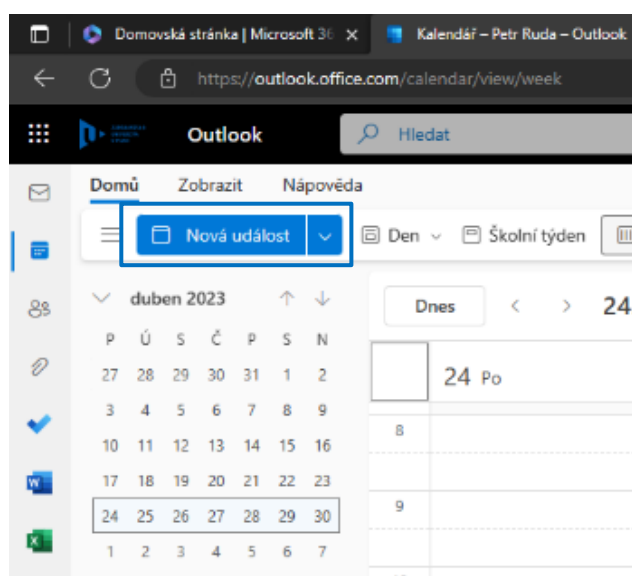 Domovská stránka | Microsoft 36
Kalendář – Petr Ruda – Outlook
https://outlook.office.com/calendar/view/week
Outlook
Hledat
Domů Zobrazit Nápověda
Nová událost Den Školní týden
duben 2023
Dnes 24
P Ú S Č P S N
24 Po
27 28 29 30 31 1 2
3 4 5 6 7 8 9
8
10 11 12 13 14 15 16
17 18 19 20 21 22 23
9
24 25 26 27 28 29 30
1 2 3 4 5 6 7